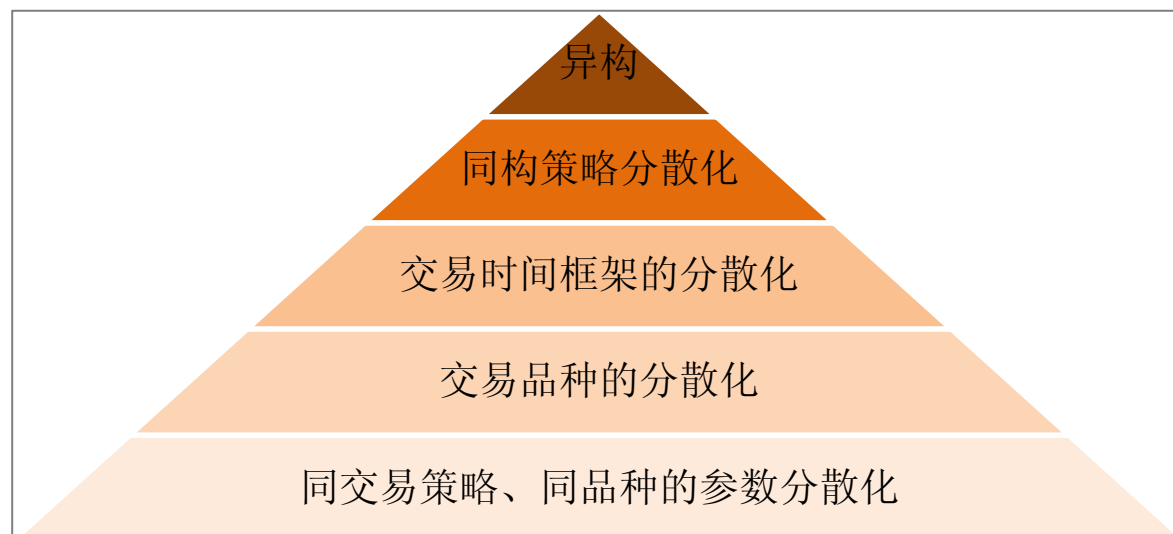 异构
同构策略分散化
交易时间框架的分散化
交易品种的分散化
同交易策略、同品种的参数分散化